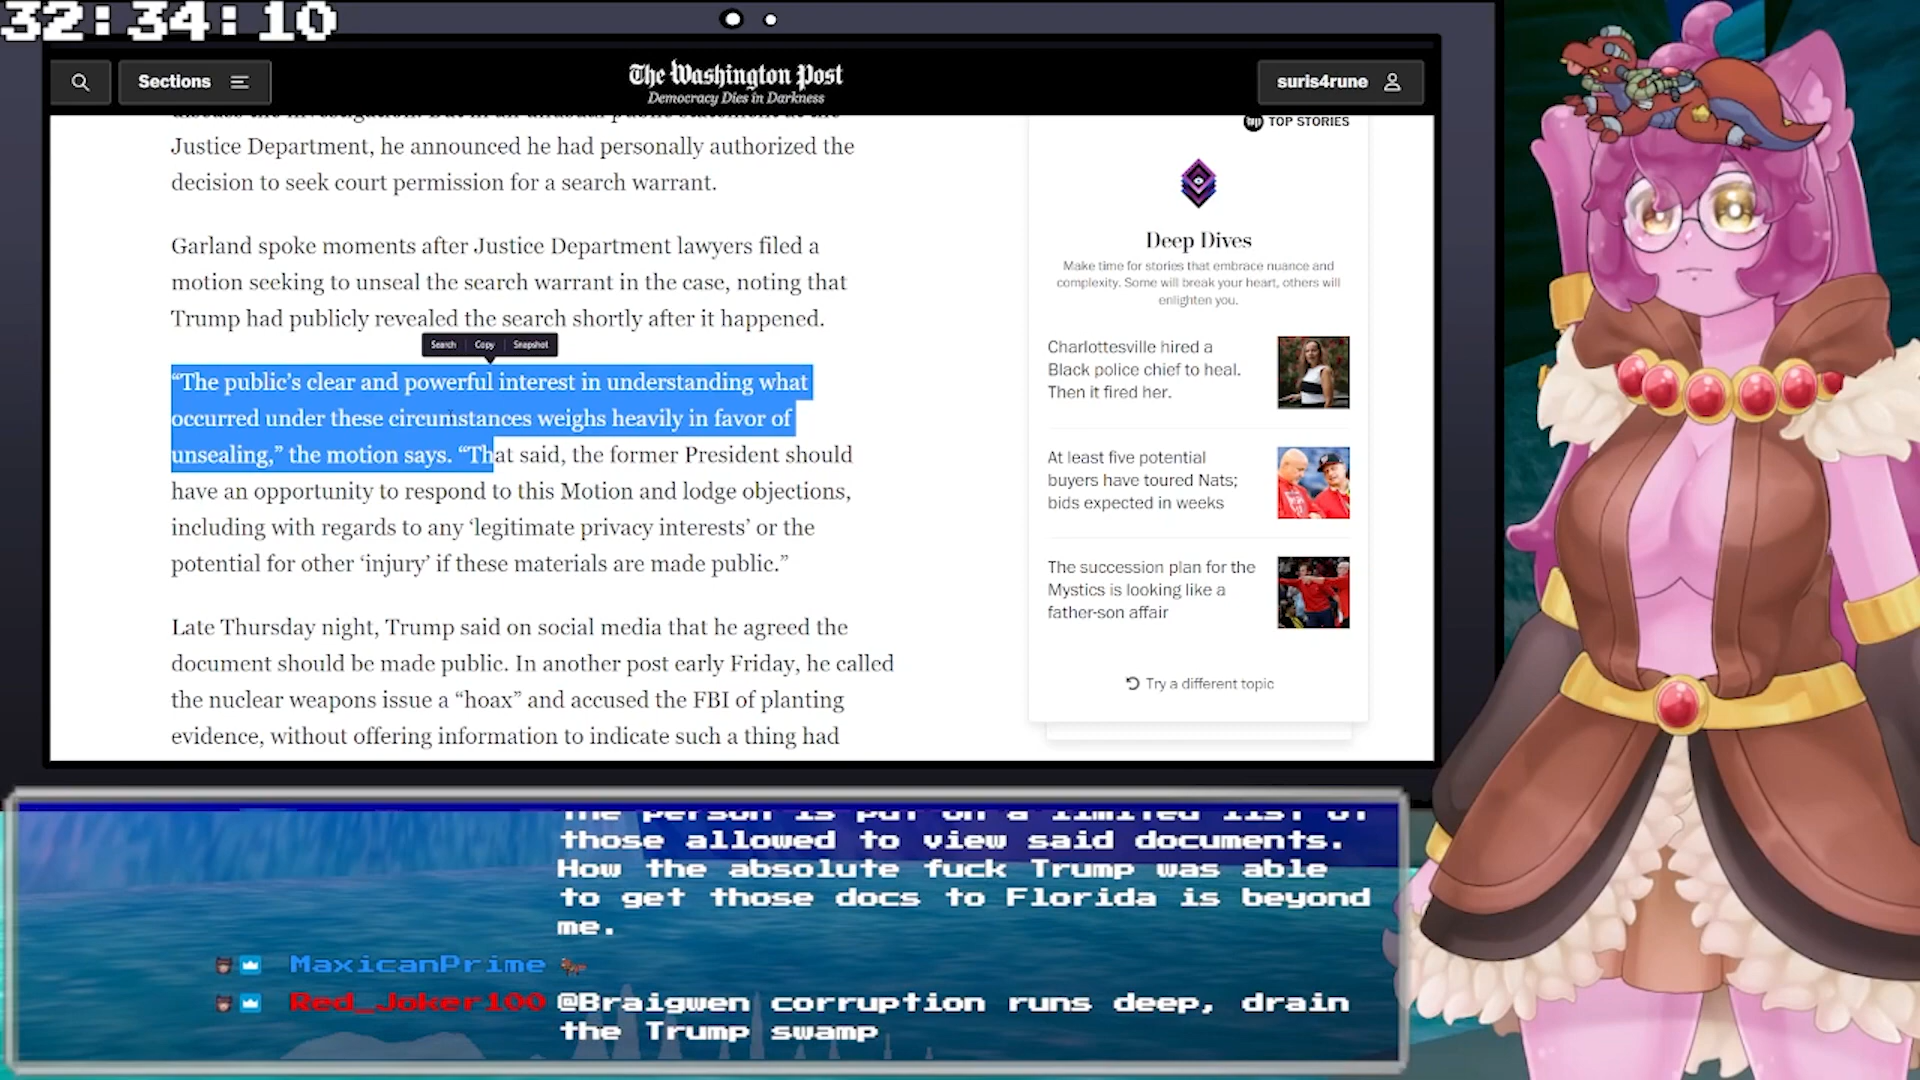 32:34:10
Sections
The Washington Post
Democracy Dies in Darkness
suris4rune
Justice Department, he announced he had personally authorized the
decision to seek court permission for a search warrant.
Garland spoke moments after Justice Department lawyers filed a
motion seeking to unseal the search warrant in the case, noting that
Trump had publicly revealed the search shortly after it happened.
Search Copy Snapshot
“The public’s clear and powerful interest in understanding what
occurred under these circumstances weighs heavily in favor of
unsealing,” the motion says. “That said, the former President should
have an opportunity to respond to this Motion and lodge objections,
including with regards to any ‘legitimate privacy interests’ or the
potential for other ‘injury’ if these materials are made public.”
Late Thursday night, Trump said on social media that he agreed the
document should be made public. In another post early Friday, he called
the nuclear weapons issue a “hoax” and accused the FBI of planting
evidence, without offering information to indicate such a thing had
wp TOP STORIES
Deep Dives
Make time for stories that embrace nuance and
complexity. Some will break your heart, others will
enlighten you.
Charlottesville hired a
Black police chief to heal.
Then it fired her.
At least five potential
buyers have toured Nats;
bids expected in weeks
The succession plan for the
Mystics is looking like a
father-son affair
Try a different topic
The person is put on a limited list of
those allowed to view said documents.
How the absolute fuck Trump was able
to get those docs to Florida is beyond
me.
MaxicanPrime
Red_Joker100 @Braigwen corruption runs deep, drain
the Trump swamp